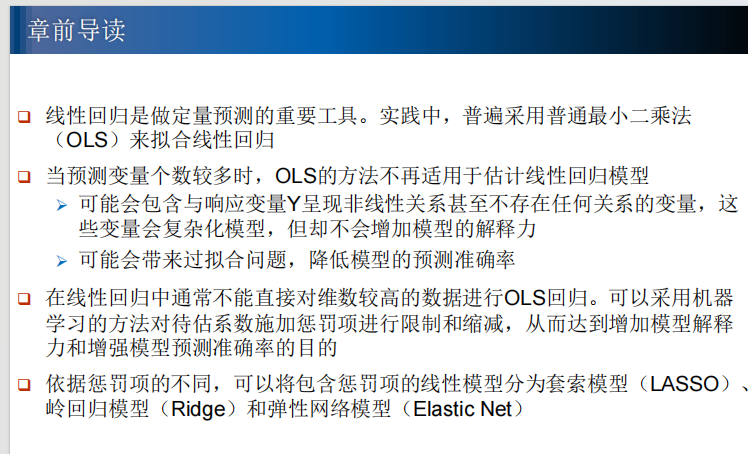 章前导读
线性回归是做定量预测的重要工具。实践中，普遍采用普通最小二乘法
（OLS）来拟合线性回归
当预测变量个数较多时，OLS的方法不再适用于估计线性回归模型
可能会包含与响应变量Y呈现非线性关系甚至不存在任何关系的变量，这
些变量会复杂化模型，但却不会增加模型的解释力
可能会带来过拟合问题，降低模型的预测准确率
在线性回归中通常不能直接对维数较高的数据进行OLS回归。可以采用机器
学习的方法对待估系数施加惩罚项进行限制和缩减，从而达到增加模型解释
力和增强模型预测准确率的目的
依据惩罚项的不同，可以将包含惩罚项的线性模型分为套索模型（LASSO）、
岭回归模型（Ridge）和弹性网络模型（Elastic Net）